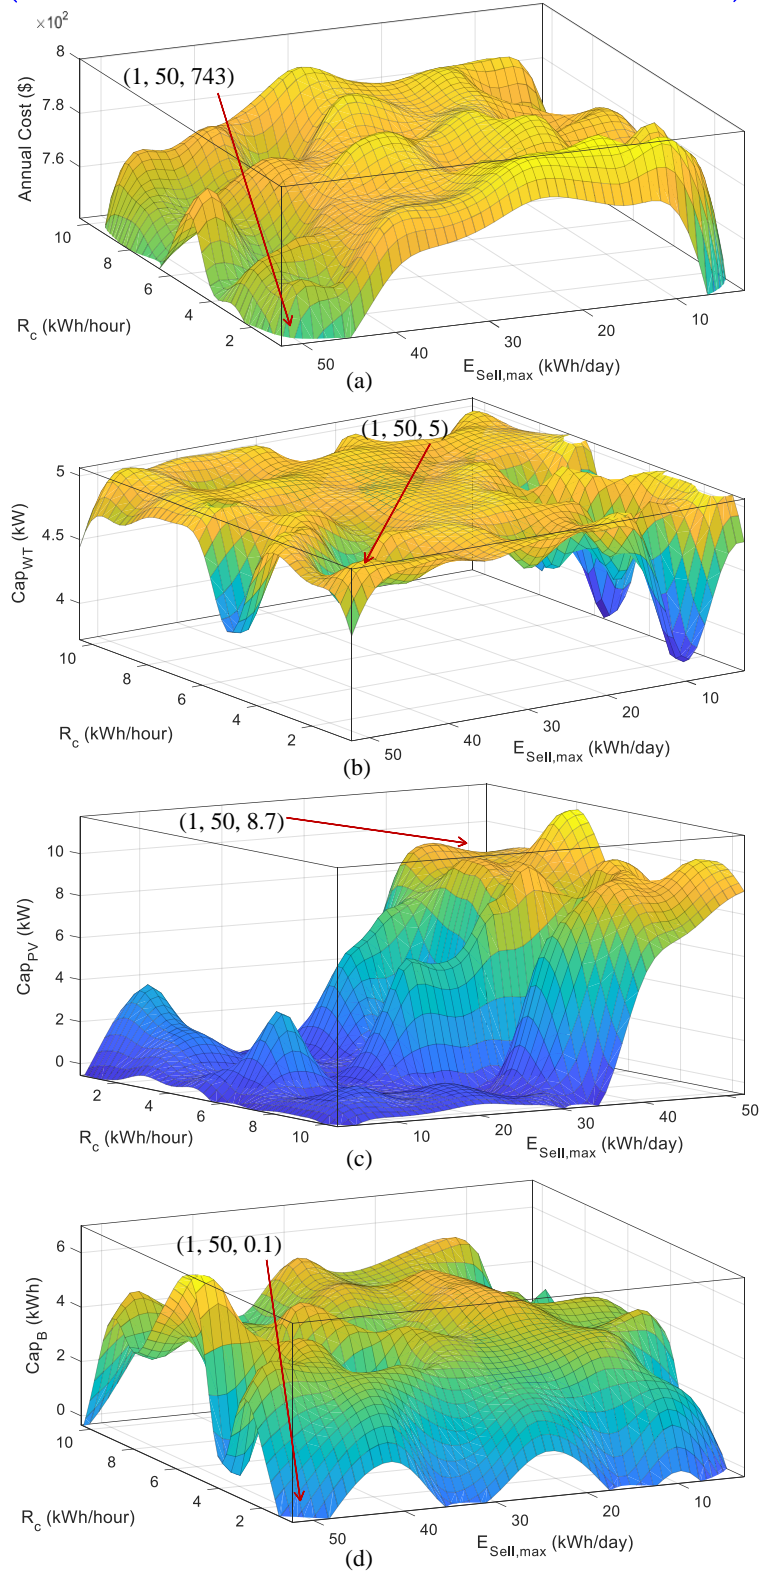 ×10²
8
7.8
7.6
Annual Cost ($)
(1, 50, 743)
10
8
6
4
2
R_c (kWh/hour)
50
40
30
20
10
E_Sell,max (kWh/day)
(a)
(1, 50, 5)
5
4.5
4
Cap_WT (kW)
10
8
6
4
2
R_c (kWh/hour)
50
40
30
20
10
E_Sell,max (kWh/day)
(b)
(1, 50, 8.7)
10
8
6
4
2
0
Cap_PV (kW)
2
4
6
8
10
R_c (kWh/hour)
10
20
30
40
50
E_Sell,max (kWh/day)
(c)
(1, 50, 0.1)
6
4
2
0
Cap_B (kWh)
10
8
6
4
2
R_c (kWh/hour)
50
40
30
20
10
E_Sell,max (kWh/day)
(d)